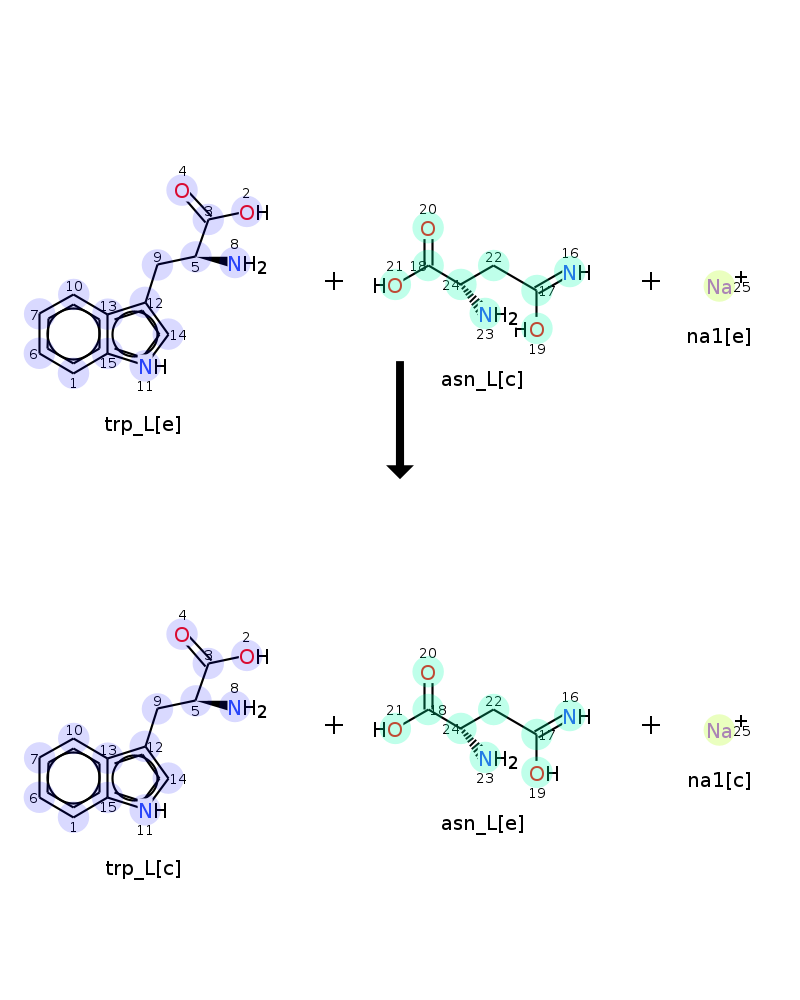 4
O
3
2
OH
8
NH2
9
5
10
7
13
12
14
6
15
NH
1
11
trp_L[e]
+
20
O
22
16
NH
21
18
HO
24
17
NH2
23
HO
19
asn_L[c]
+
Na+
25
na1[e]
4
O
3
2
OH
8
NH2
9
5
10
7
13
12
14
6
15
NH
1
11
trp_L[c]
+
20
O
22
16
NH
21
18
HO
24
17
NH2
23
OH
19
asn_L[e]
+
Na+
25
na1[c]